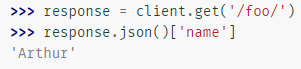 >>> response = client.get('/foo/')
>>> response.json()['name']
'Arthur'